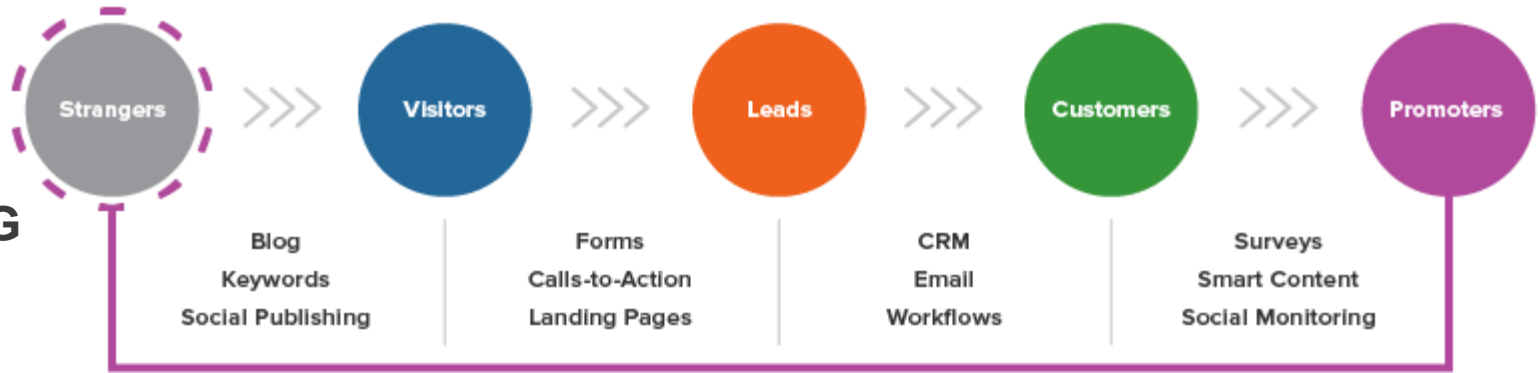 Strangers
Visitors
Leads
Customers
Promoters
G
Blog
Keywords
Social Publishing
Forms
Calls-to-Action
Landing Pages
CRM
Email
Workflows
Surveys
Smart Content
Social Monitoring